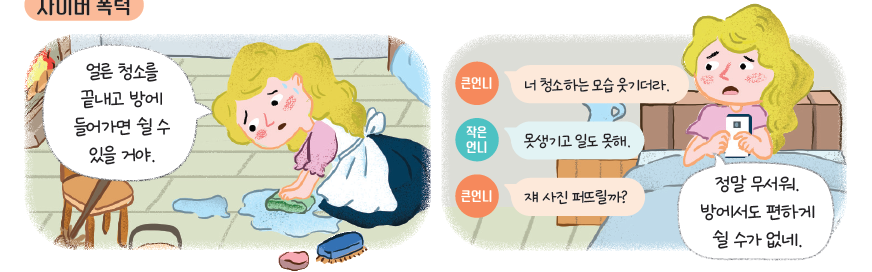 사이버 폭력
얼른 청소를
끝내고 방에
들어가면 쉴 수
있을 거야.
큰언니
너 청소하는 모습 웃기더라.
작은
언니
못생기고 일도 못해.
큰언니
쟤 사진 퍼뜨릴까?
정말 무서워.
방에서도 편하게
쉴 수가 없네.